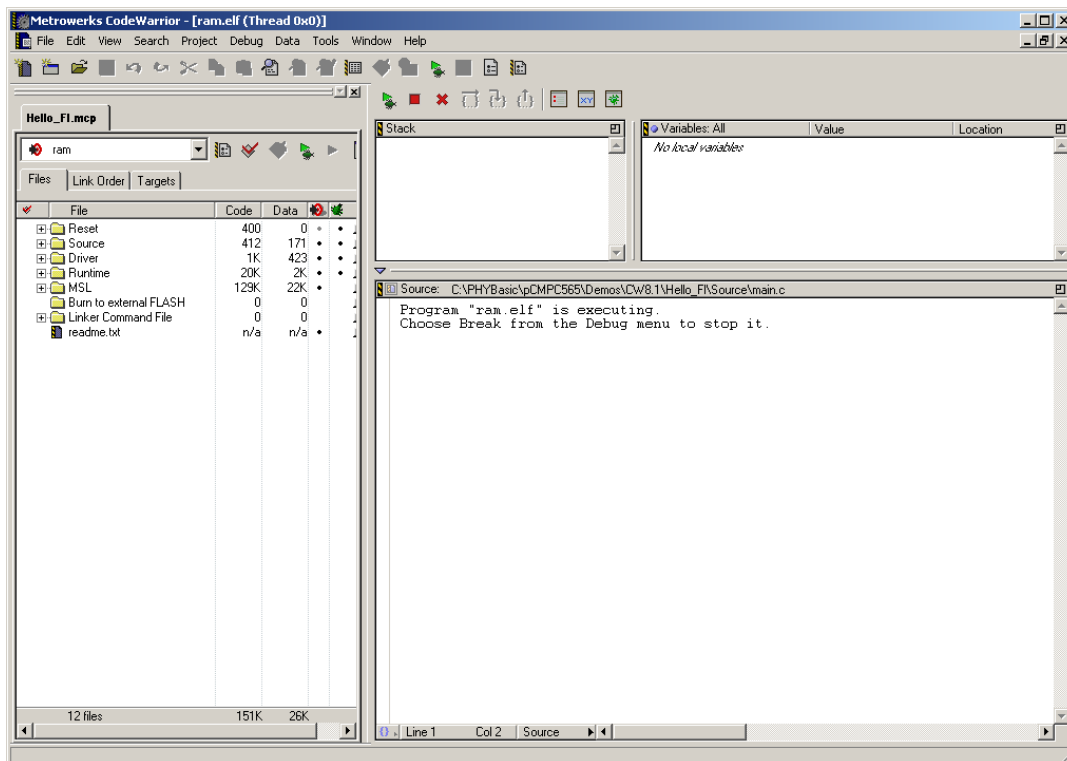 Metrowerks CodeWarrior - [ram.elf (Thread 0x0)]
File Edit View Search Project Debug Data Tools Window Help
Hello_FI.mcp
ram
Files Link Order Targets
File Code Data
Reset 400 0
Source 412 171
Driver 1K 423
Runtime 20K 2K
MSL 129K 22K
Burn to external FLASH 0 0
Linker Command File 0 0
readme.txt n/a n/a
12 files 151K 26K
Stack
Variables: All Value Location
No local variables
Source: C:\PHYBasic\pCMPC565\Demos\CW8.1\Hello_FI\Source\main.c
Program "ram.elf" is executing.
Choose Break from the Debug menu to stop it.
Line 1 Col 2 Source